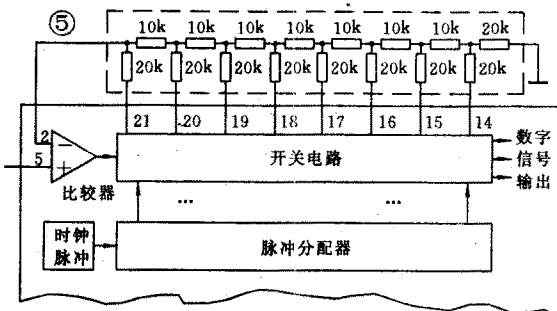 ⑤
10k 10k 10k 10k 10k 10k 10k 20k
20k 20k 20k 20k 20k 20k 20k 20k
21 20 19 18 17 16 15 14
2
−
5
+
比较器
开关电路
数字
信号
输出
...
...
时钟
脉冲
脉冲分配器